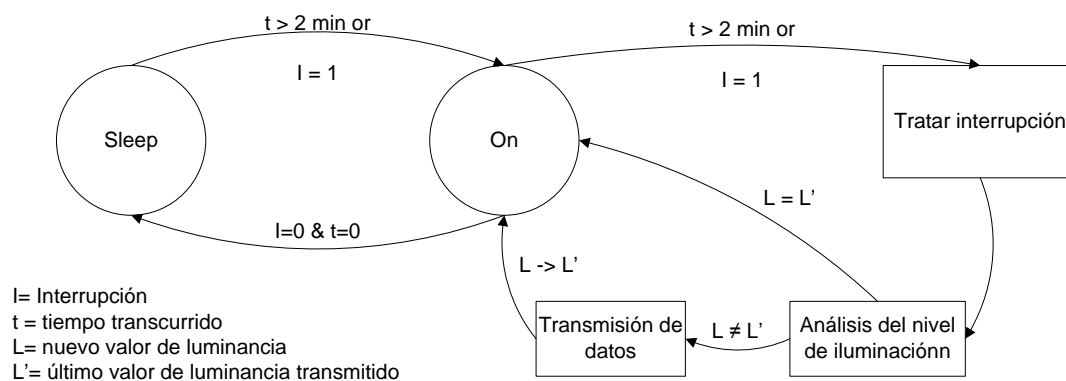 t > 2 min or
I = 1
t > 2 min or
I = 1
Sleep
On
Tratar interrupción
L = L’
I=0 & t=0
L -> L’
I= Interrupción
t = tiempo transcurrido
L= nuevo valor de luminancia
L’= último valor de luminancia transmitido
Transmisión de
datos
L ≠ L’
Análisis del nivel
de iluminaciónn